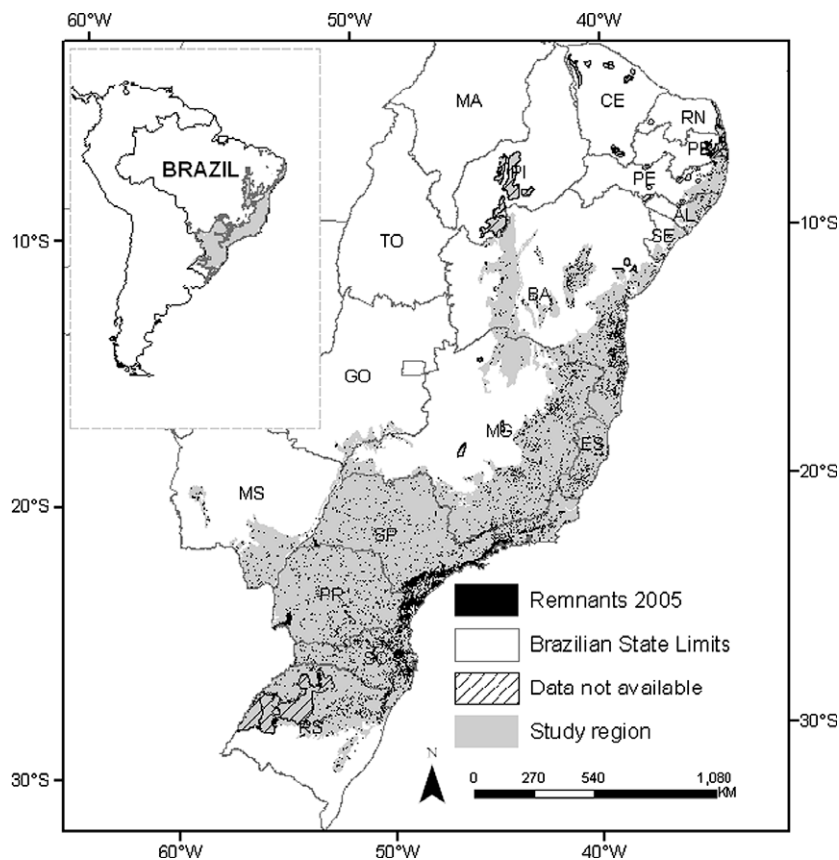 60°W
50°W
40°W
BRAZIL
MA
CE
RN
PB
PI
PE
AL
SE
TO
BA
10°S
10°S
GO
MG
ES
MS
20°S
20°S
SP
PR
SC
RS
Remnants 2005
Brazilian State Limits
Data not available
Study region
N
0 270 540 1,080
KM
30°S
30°S
60°W
50°W
40°W